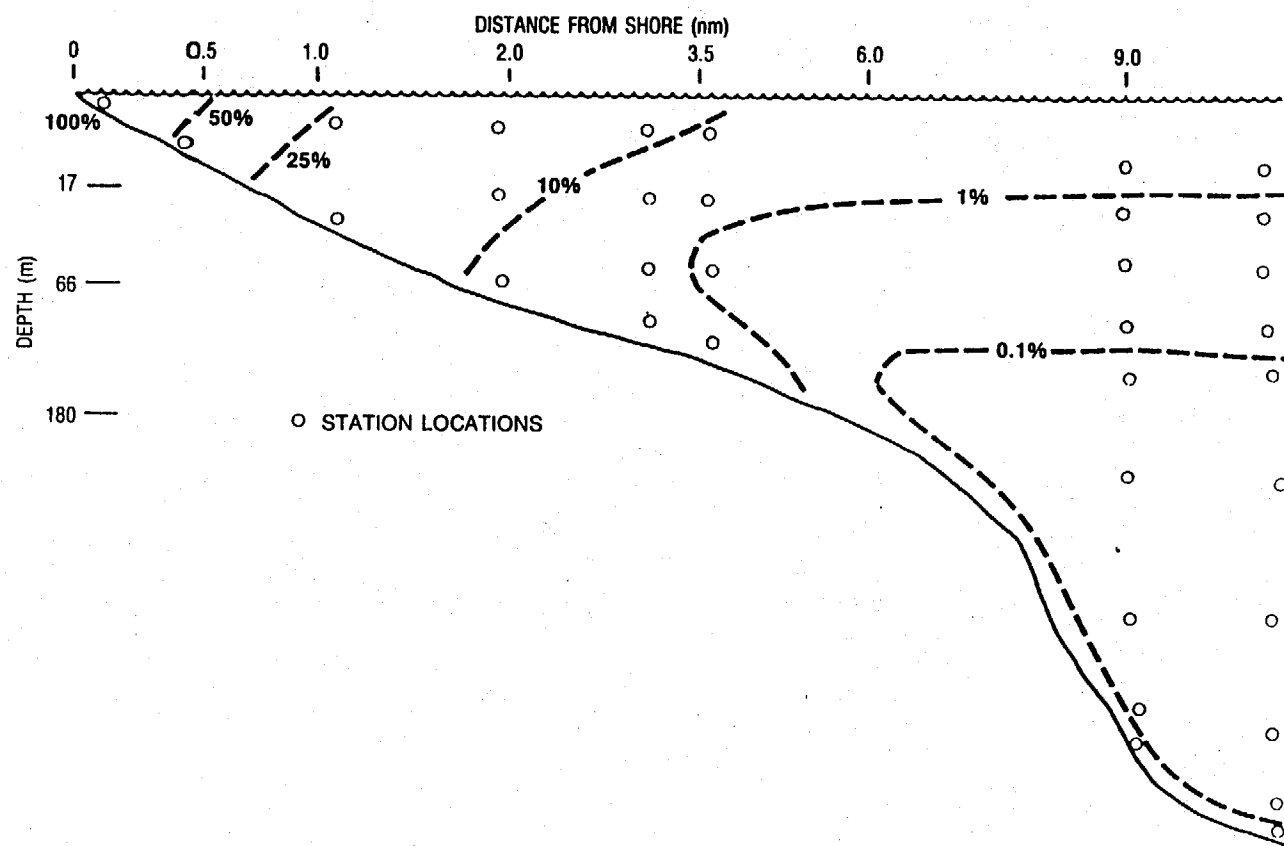 DISTANCE FROM SHORE (nm)
0 0.5 1.0 2.0 3.5 6.0 9.0
100% 50%
25%
17
10%
1%
DEPTH (m)
66
0.1%
180
STATION LOCATIONS